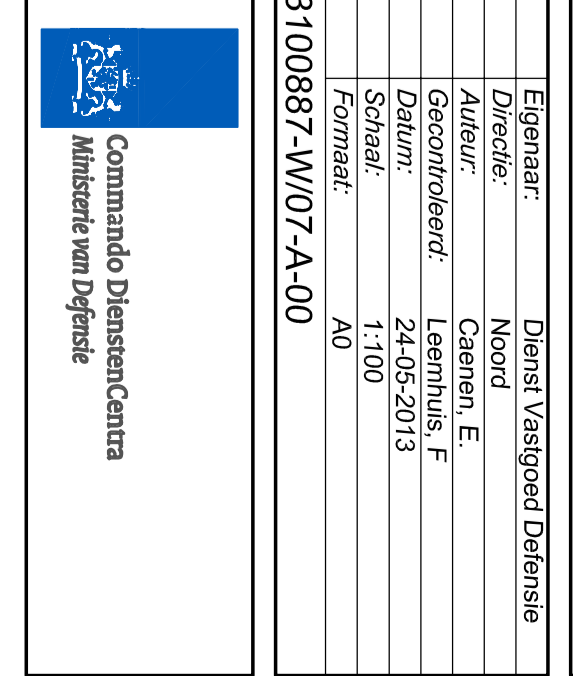 Eigenaar: Dienst Vastgoed Defensie
Directie: Noord
Auteur: Caenen, E.
Gecontroleerd: Leemhuis, F
Datum: 24-05-2013
Schaal: 1:100
Formaat: A0
3100887-W/07-A-00
Commando DienstenCentra
Ministerie van Defensie